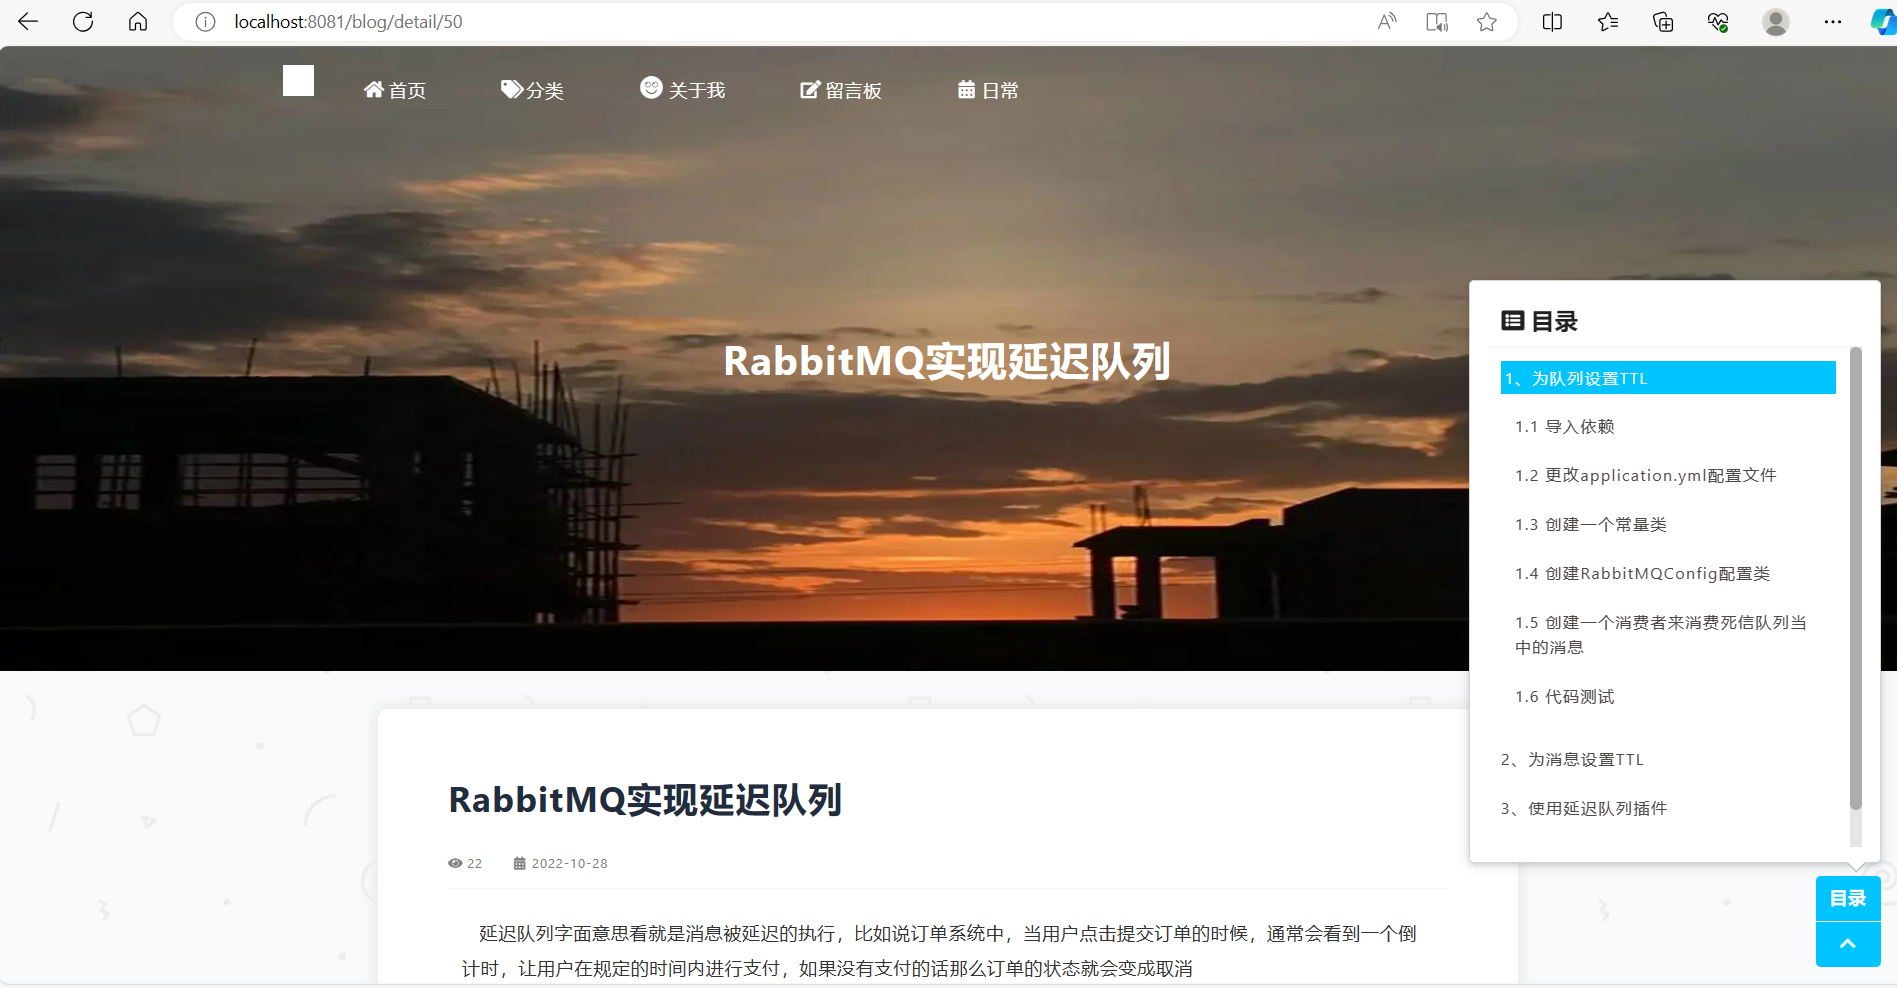 localhost:8081/blog/detail/50
首页 分类 关于我 留言板 日常
RabbitMQ实现延迟队列
目录
1、为队列设置TTL
1.1 导入依赖
1.2 更改application.yml配置文件
1.3 创建一个常量类
1.4 创建RabbitMQConfig配置类
1.5 创建一个消费者来消费死信队列当
中的消息
1.6 代码测试
2、为消息设置TTL
3、使用延迟队列插件
RabbitMQ实现延迟队列
22 2022-10-28
延迟队列字面意思看就是消息被延迟的执行，比如说订单系统中，当用户点击提交订单的时候，通常会看到一个倒
计时，让用户在规定的时间内进行支付，如果没有支付的话那么订单的状态就会变成取消
目录